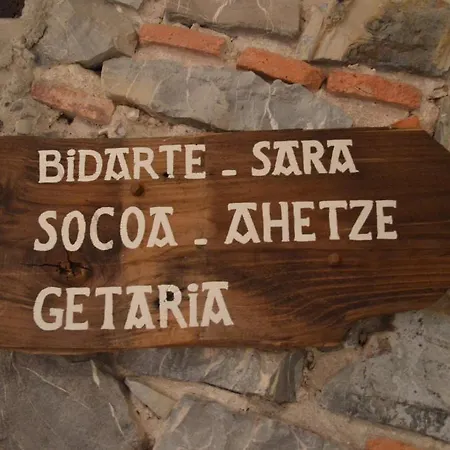 BiDARTE - SARA
SOCOA - AHETZE
GETARiA